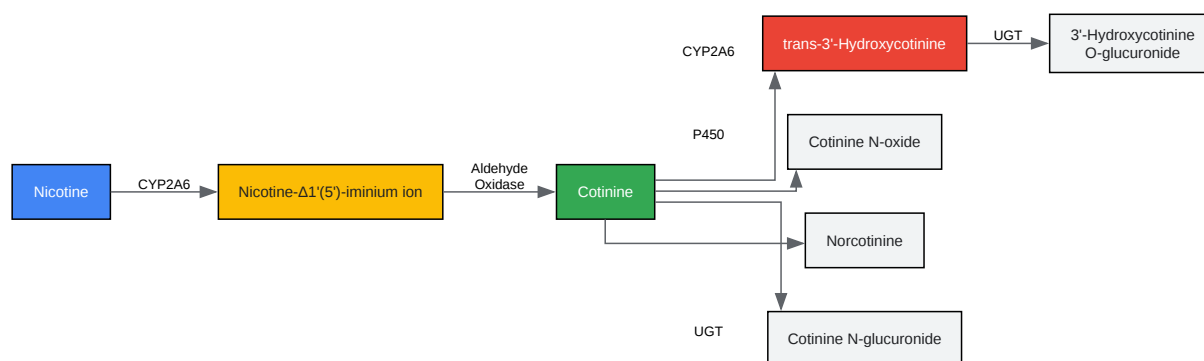 CYP2A6
trans-3'-Hydroxycotinine
UGT
3'-Hydroxycotinine
O-glucuronide
P450
Cotinine N-oxide
Nicotine
CYP2A6
Nicotine-Δ1'(5')-iminium ion
Aldehyde
Oxidase
Cotinine
Norcotinine
UGT
Cotinine N-glucuronide